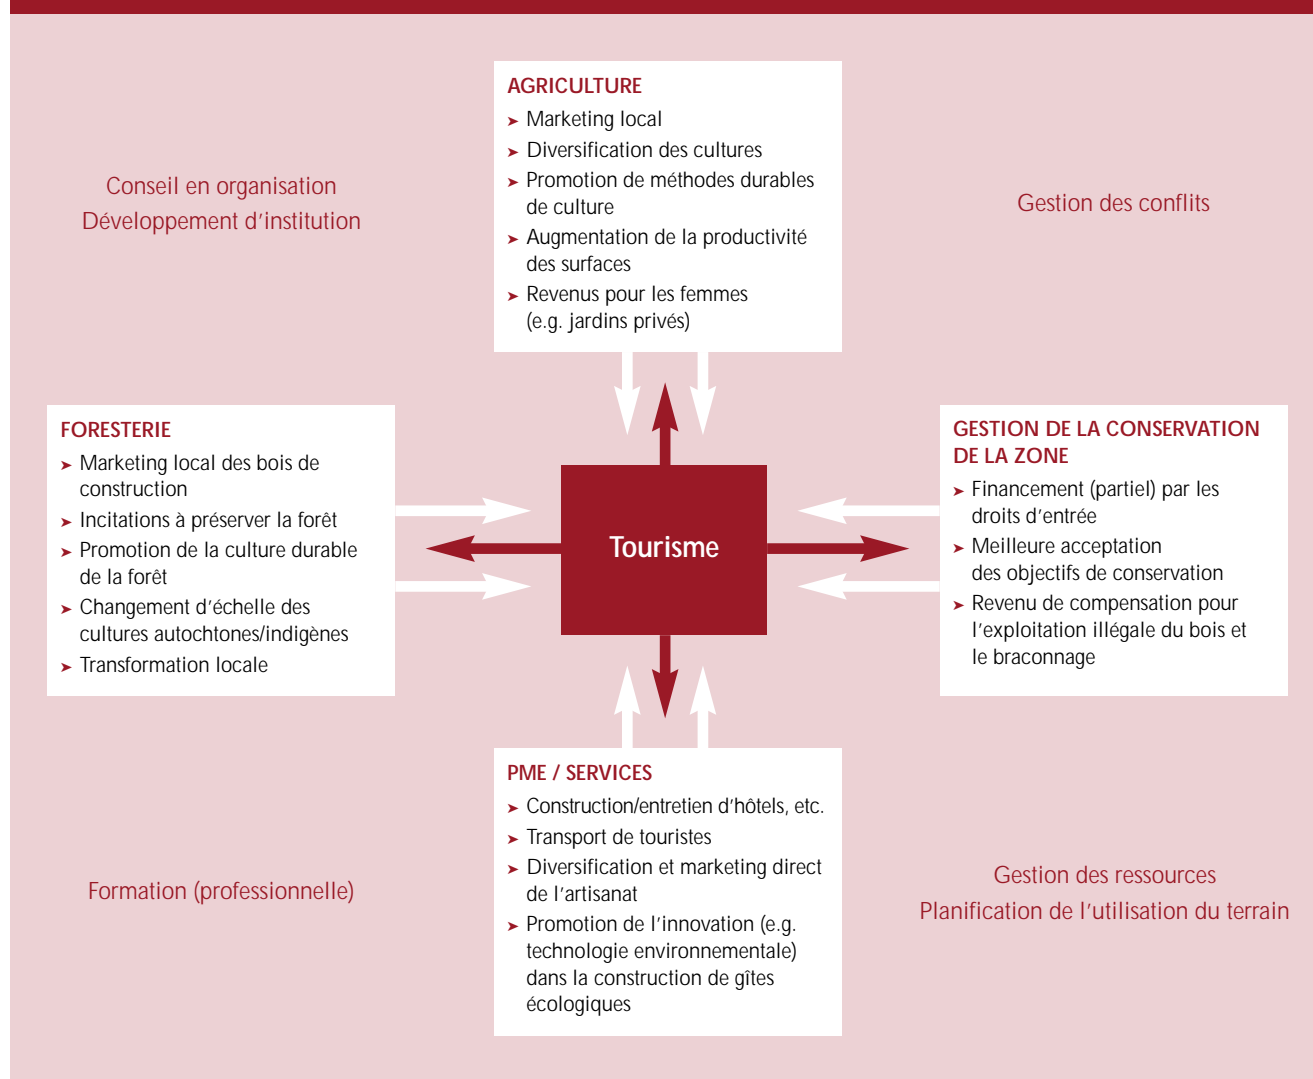 AGRICULTURE
➤ Marketing local
➤ Diversification des cultures
➤ Promotion de méthodes durables
de culture
➤ Augmentation de la productivité
des surfaces
➤ Revenus pour les femmes
(e.g. jardins privés)
Conseil en organisation
Développement d'institution
Gestion des conflits
FORESTERIE
➤ Marketing local des bois de
construction
➤ Incitations à préserver la forêt
➤ Promotion de la culture durable
de la forêt
➤ Changement d'échelle des
cultures autochtones/indigènes
➤ Transformation locale
Tourisme
GESTION DE LA CONSERVATION
DE LA ZONE
➤ Financement (partiel) par les
droits d'entrée
➤ Meilleure acceptation
des objectifs de conservation
➤ Revenu de compensation pour
l'exploitation illégale du bois et
le braconnage
PME / SERVICES
➤ Construction/entretien d'hôtels, etc.
➤ Transport de touristes
➤ Diversification et marketing direct
de l'artisanat
➤ Promotion de l'innovation (e.g.
technologie environnementale)
dans la construction de gîtes
écologiques
Formation (professionnelle)
Gestion des ressources
Planification de l'utilisation du terrain